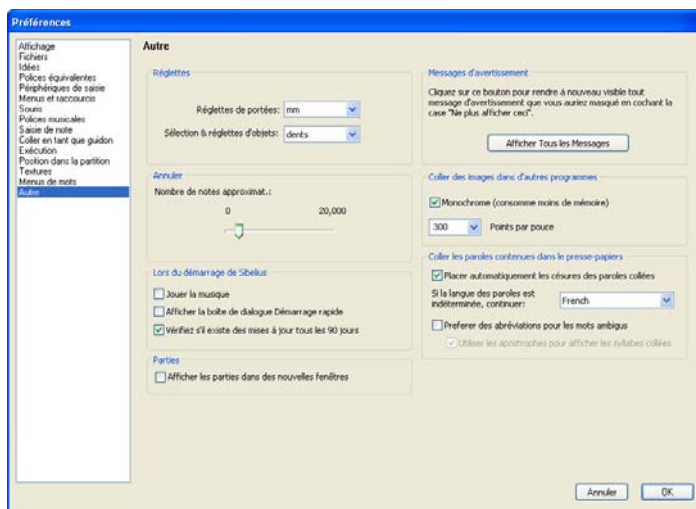 Préférences
Affichage
Fichiers
Idées
Polices équivalentes
Périphériques de saisie
Menus et raccourcis
Souris
Polices musicales
Saisie de note
Coller en tant que guidon
Exécution
Position dans la partition
Textures
Menus de mots
Autre
Autre
Réglettes
Réglettes de portées: mm
Sélection & réglettes d'objets: dents
Annuler
Nombre de notes approximat.:
0 20,000
Lors du démarrage de Sibelius
Jouer la musique
Afficher la boîte de dialogue Démarrage rapide
Vérifiez s'il existe des mises à jour tous les 90 jours
Parties
Afficher les parties dans des nouvelles fenêtres
Messages d'avertissement
Cliquez sur ce bouton pour rendre à nouveau visible tout
message d'avertissement que vous auriez masqué en cochant la
case "Ne plus afficher ceci".
Afficher Tous les Messages
Coller des images dans d'autres programmes
Monochrome (consomme moins de mémoire)
300 Points par pouce
Coller les paroles contenues dans le presse-papiers
Placer automatiquement les césures des paroles collées
Si la langue des paroles est
indéterminée, continuer: French
Preferer des abréviations pour les mots ambigus
Utiliser les apostrophes pour afficher les syllabes collées
Annuler OK